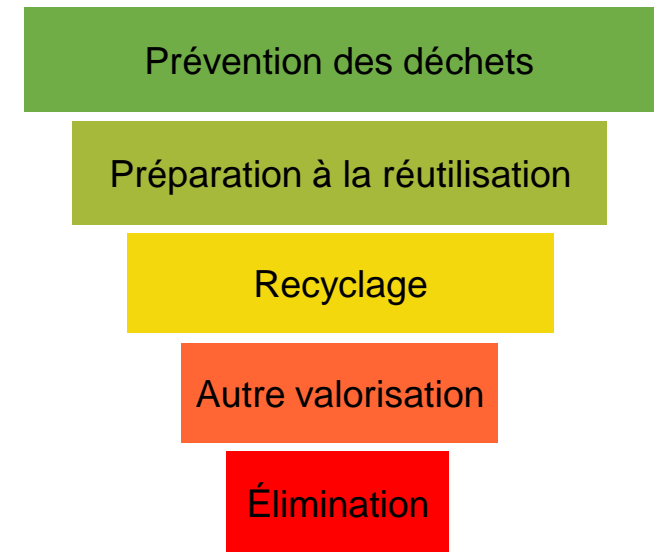 Prévention des déchets
Préparation à la réutilisation
Recyclage
Autre valorisation
Élimination